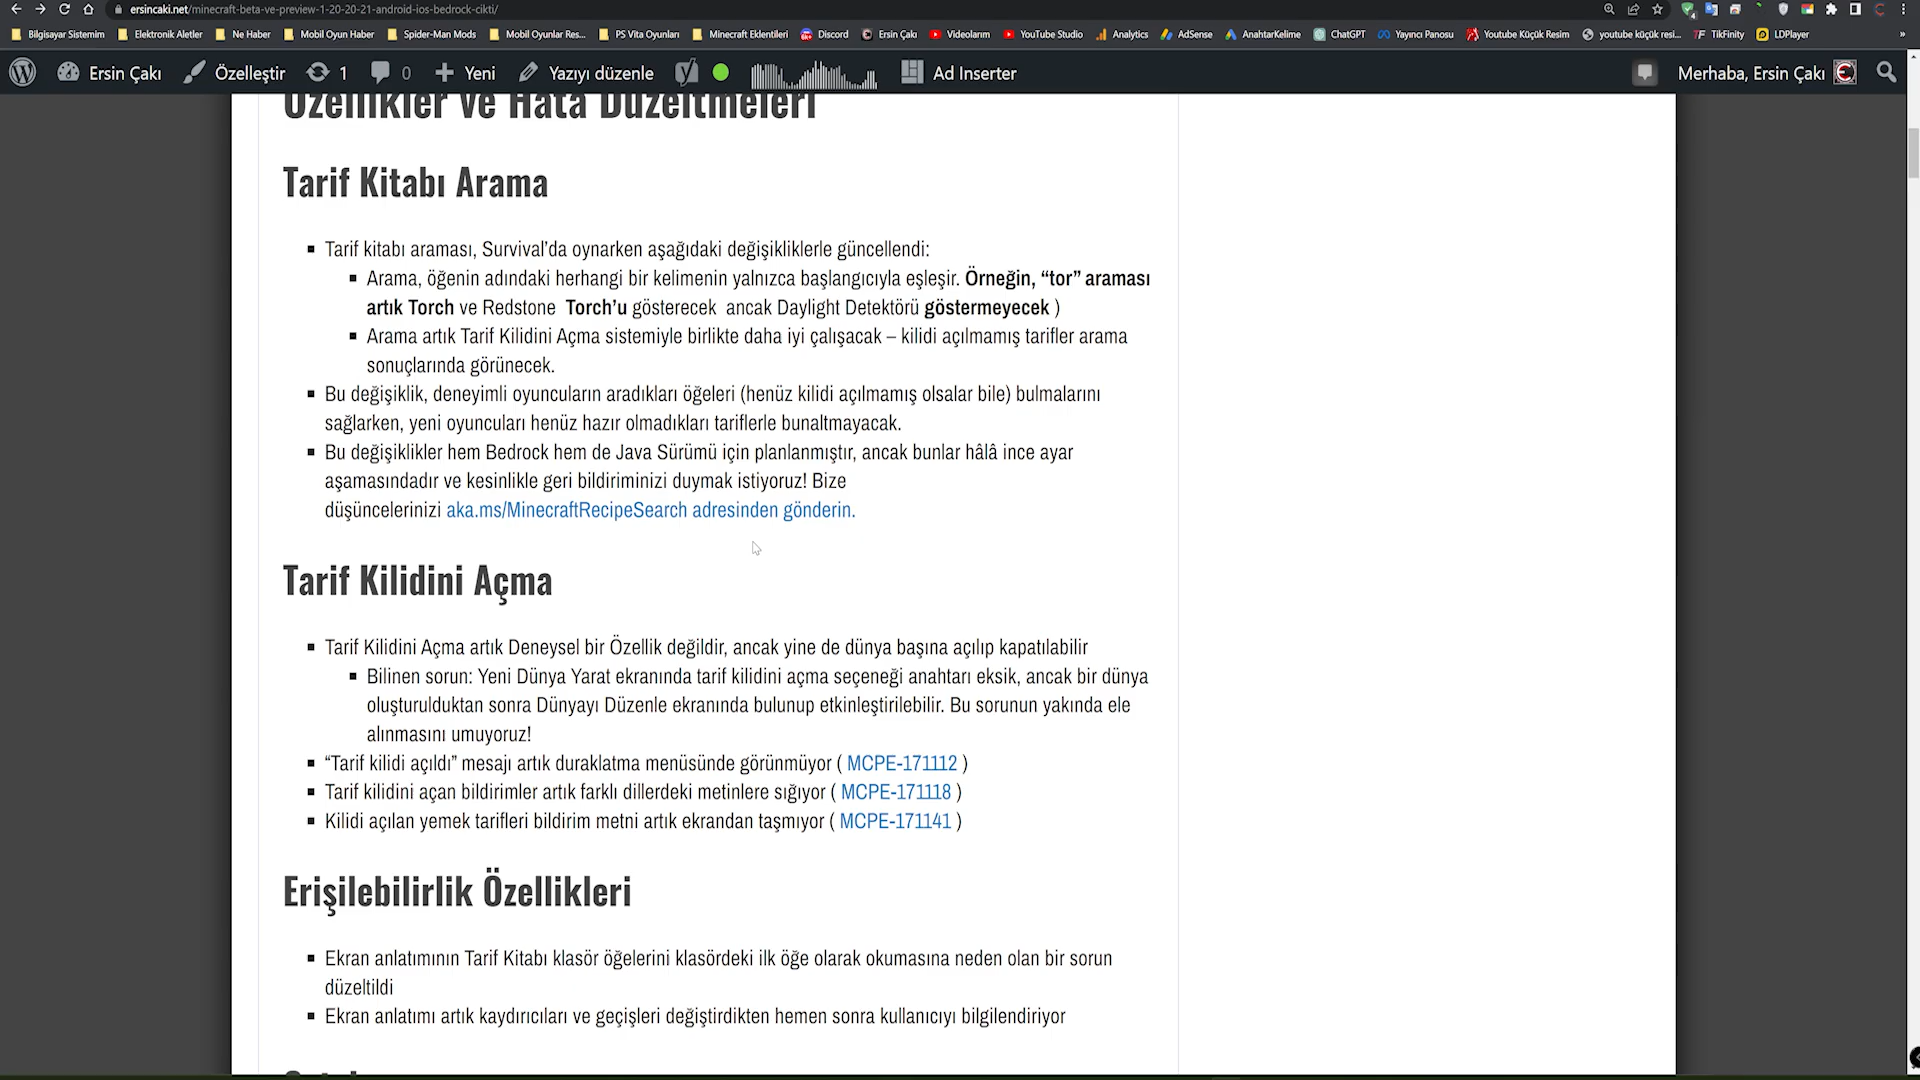 ersincaki.net/minecraft-beta-ve-preview-1-20-20-21-android-ios-bedrock-cikti/
Bilgisayar Sistemim
Elektronik Aletler
Ne Haber
Mobil Oyun Haber
Spider-Man Mods
Mobil Oyunlar Res...
PS Vita Oyunları
Minecraft Eklentileri
Discord
Ersin Çakı
Videolarım
YouTube Studio
Analytics
AdSense
AnahtarKelime
ChatGPT
Yayıncı Panosu
Youtube Küçük Resim
youtube küçük resi...
TikFinity
LDPlayer
Ersin Çakı
Özelleştir
1
0
Yeni
Yazıyı düzenle
Ad Inserter
Merhaba, Ersin Çakı
Özellikler ve Hata Düzeltmeleri
Tarif Kitabı Arama
Tarif kitabı araması, Survival’da oynarken aşağıdaki değişikliklerle güncellendi:
Arama, öğenin adındaki herhangi bir kelimenin yalnızca başlangıcıyla eşleşir. Örneğin, “tor” araması
artık Torch ve Redstone Torch’u gösterecek ancak Daylight Detektörü göstermeyecek )
Arama artık Tarif Kilidini Açma sistemiyle birlikte daha iyi çalışacak – kilidi açılmamış tarifler arama
sonuçlarında görünecek.
Bu değişiklik, deneyimli oyuncuların aradıkları öğeleri (henüz kilidi açılmamış olsalar bile) bulmalarını
sağlarken, yeni oyuncuları henüz hazır olmadıkları tariflerle bunaltmayacak.
Bu değişiklikler hem Bedrock hem de Java Sürümü için planlanmıştır, ancak bunlar hâlâ ince ayar
aşamasındadır ve kesinlikle geri bildiriminizi duymak istiyoruz! Bize
düşüncelerinizi aka.ms/MinecraftRecipeSearch adresinden gönderin.
Tarif Kilidini Açma
Tarif Kilidini Açma artık Deneysel bir Özellik değildir, ancak yine de dünya başına açılıp kapatılabilir
Bilinen sorun: Yeni Dünya Yarat ekranında tarif kilidini açma seçeneği anahtarı eksik, ancak bir dünya
oluşturulduktan sonra Dünyayı Düzenle ekranında bulunup etkinleştirilebilir. Bu sorunun yakında ele
alınmasını umuyoruz!
“Tarif kilidi açıldı” mesajı artık duraklatma menüsünde görünmüyor ( MCPE-171112 )
Tarif kilidini açan bildirimler artık farklı dillerdeki metinlere sığıyor ( MCPE-171118 )
Kilidi açılan yemek tarifleri bildirim metni artık ekrandan taşmıyor ( MCPE-171141 )
Erişilebilirlik Özellikleri
Ekran anlatımının Tarif Kitabı klasör öğelerini klasördeki ilk öğe olarak okumasına neden olan bir sorun
düzeltildi
Ekran anlatımı artık kaydırıcıları ve geçişleri değiştirdikten hemen sonra kullanıcıyı bilgilendiriyor